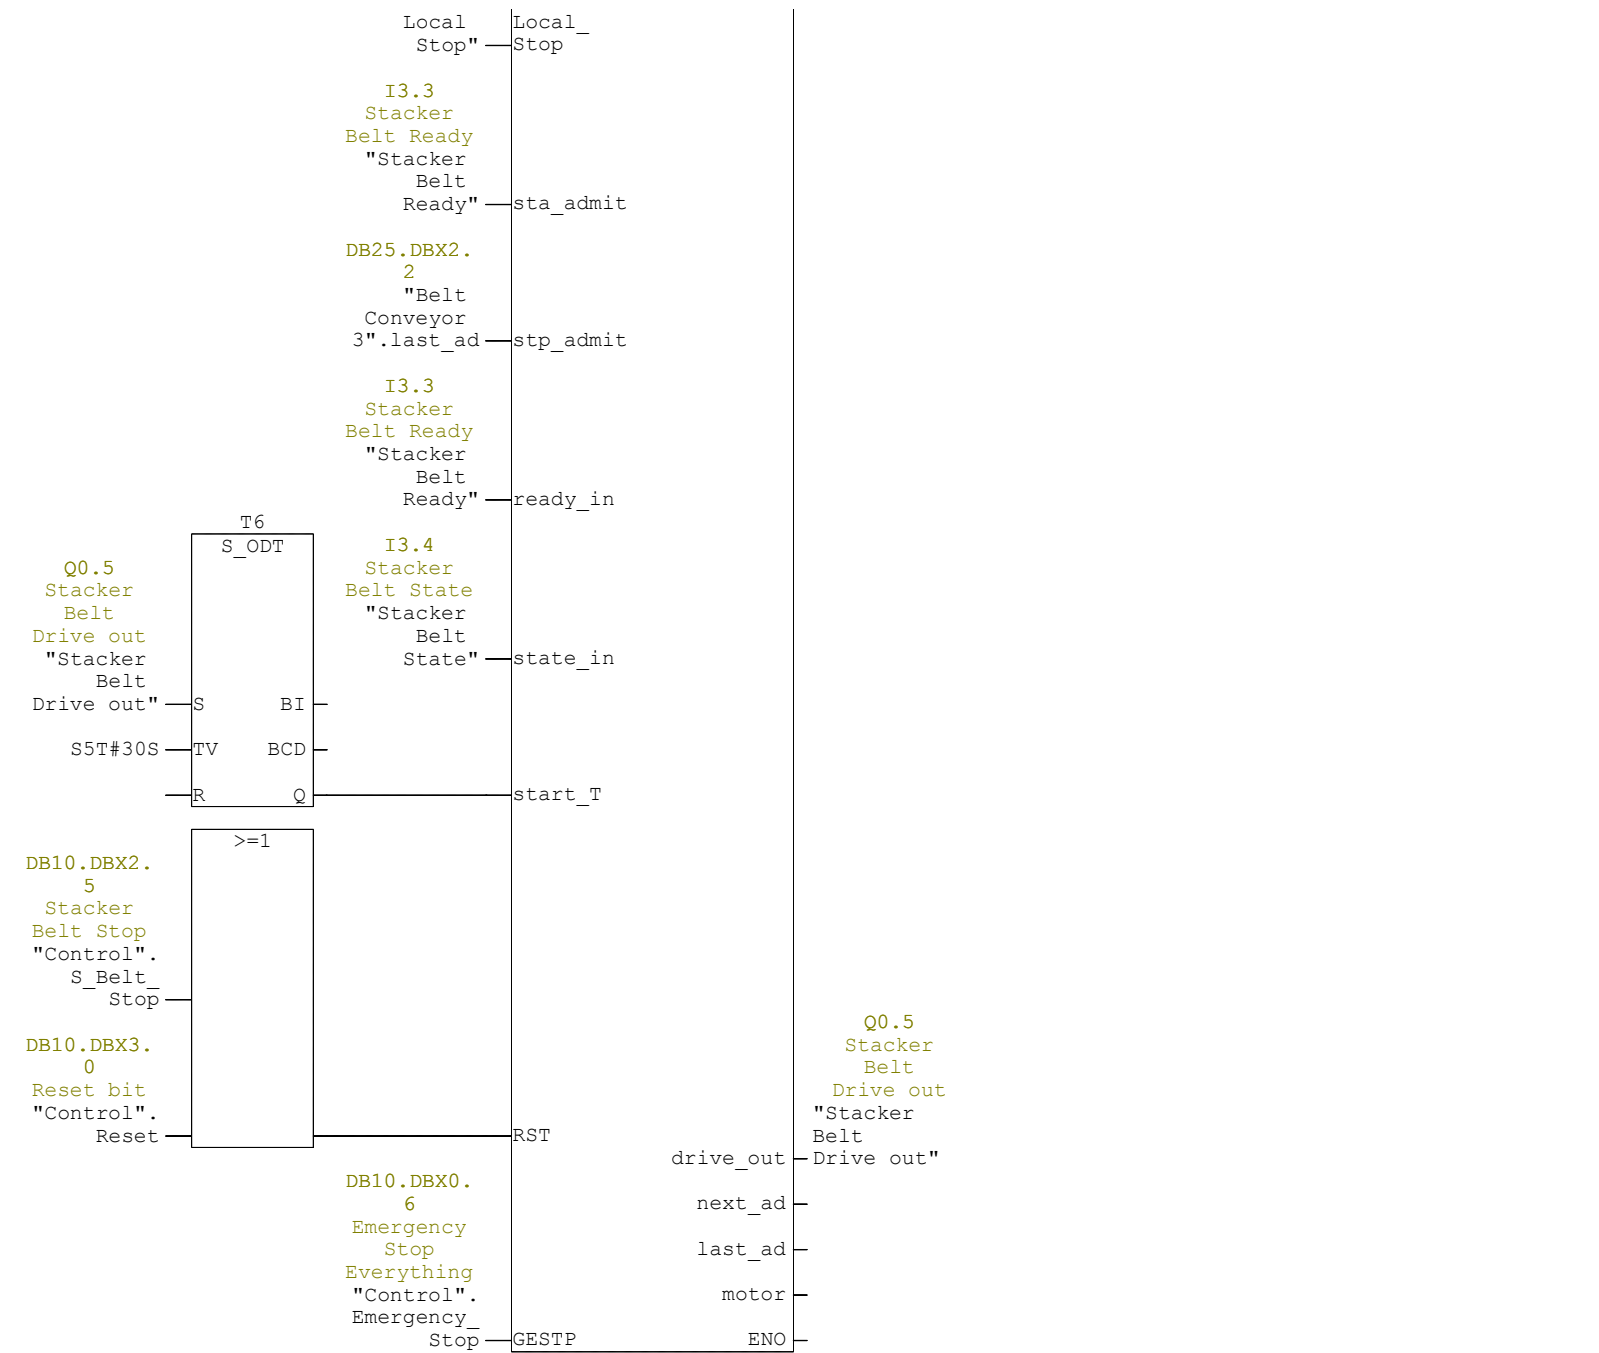 Local
Stop"
Local_
Stop
I3.3
Stacker
Belt Ready
"Stacker
Belt
Ready"
sta_admit
DB25.DBX2.
2
"Belt
Conveyor
3".last_ad
stp_admit
I3.3
Stacker
Belt Ready
"Stacker
Belt
Ready"
ready_in
T6
S_ODT
Q0.5
Stacker
Belt
Drive out
"Stacker
Belt
Drive out"
S
BI
S5T#30S
TV
BCD
R
Q
I3.4
Stacker
Belt State
"Stacker
Belt
State"
state_in
start_T
>=1
DB10.DBX2.
5
Stacker
Belt Stop
"Control".
S_Belt_
Stop
DB10.DBX3.
0
Reset bit
"Control".
Reset
RST
DB10.DBX0.
6
Emergency
Stop
Everything
"Control".
Emergency_
Stop
GESTP
Q0.5
Stacker
Belt
Drive out
"Stacker
Belt
Drive out"
drive_out
next_ad
last_ad
motor
ENO